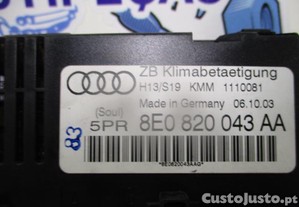 ZB Klimabetaetigung
H13/S19 KMM 1110081
Made in Germany 06.10.03
(Soul)
5PR 8E0 820 043 AA
83
*8E0820043AAG*
CustoJusto.pt